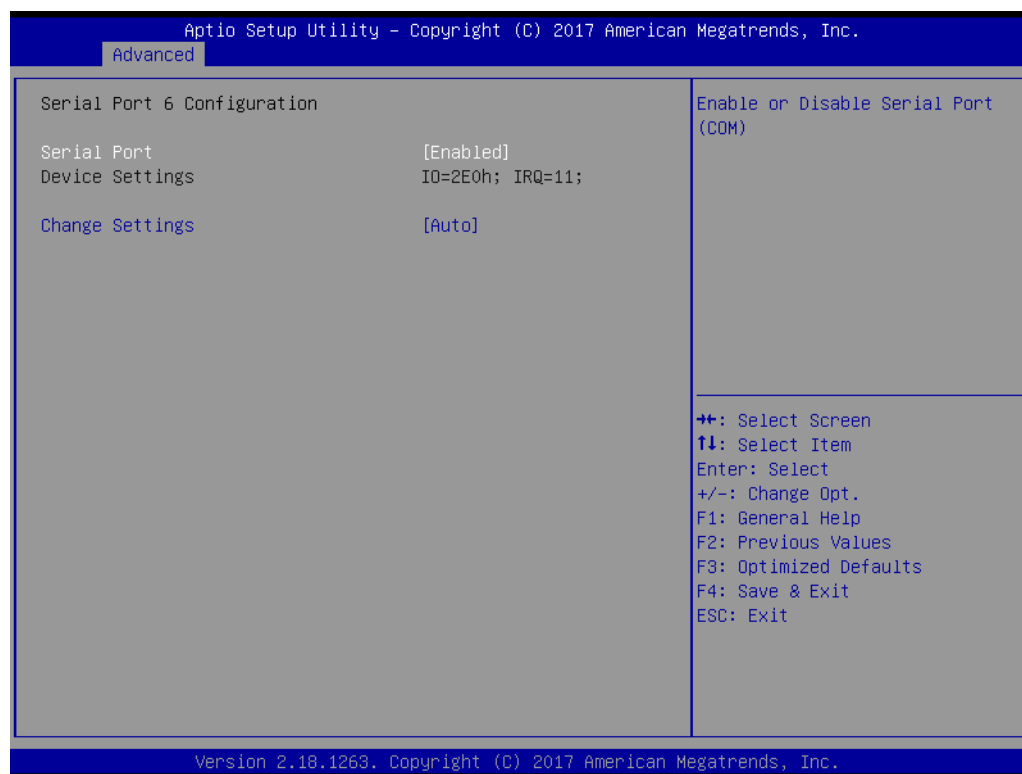 Aptio Setup Utility – Copyright (C) 2017 American Megatrends, Inc.
Advanced
Serial Port 6 Configuration
Serial Port [Enabled]
Device Settings IO=2E0h; IRQ=11;
Change Settings [Auto]
Enable or Disable Serial Port
(COM)
→←: Select Screen
↑↓: Select Item
Enter: Select
+/-: Change Opt.
F1: General Help
F2: Previous Values
F3: Optimized Defaults
F4: Save & Exit
ESC: Exit
Version 2.18.1263. Copyright (C) 2017 American Megatrends, Inc.